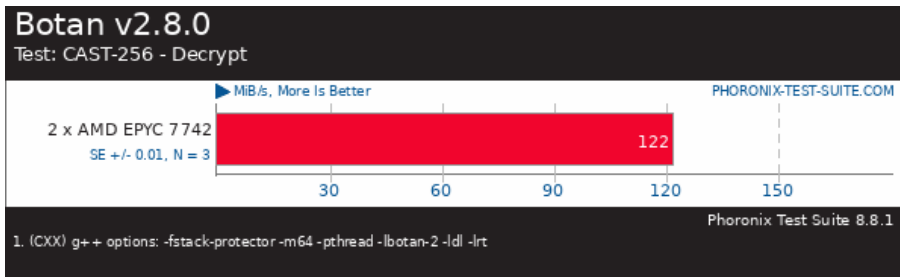 Botan v2.8.0
Test: CAST-256 - Decrypt
MiB/s, More Is Better
PHORONIX-TEST-SUITE.COM
2 x AMD EPYC 7742
122
SE +/- 0.01, N = 3
30 60 90 120 150
Phoronix Test Suite 8.8.1
1. (CXX) g++ options: -fstack-protector -m64 -pthread -lbotan-2 -ldl -lrt